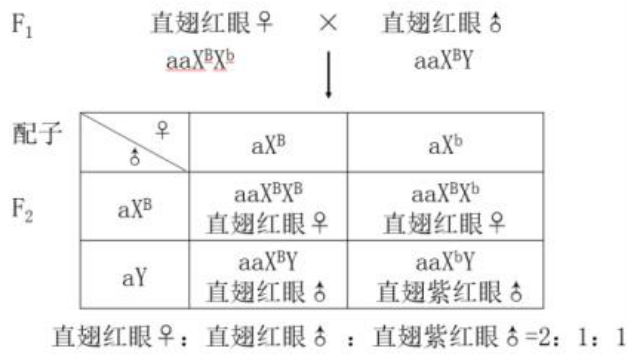 F₁ 直翅红眼♀ × 直翅红眼♂
aaXᴮXᵇ aaXᴮY
配子 ♀ ♂ aXᴮ aXᵇ
F₂ aXᴮ aaXᴮXᴮ aaXᴮXᵇ
直翅红眼♀ 直翅红眼♀
aY aaXᴮY aaXᵇY
直翅红眼♂ 直翅紫眼♂
直翅红眼♀:直翅红眼♂:直翅紫眼♂=2:1:1